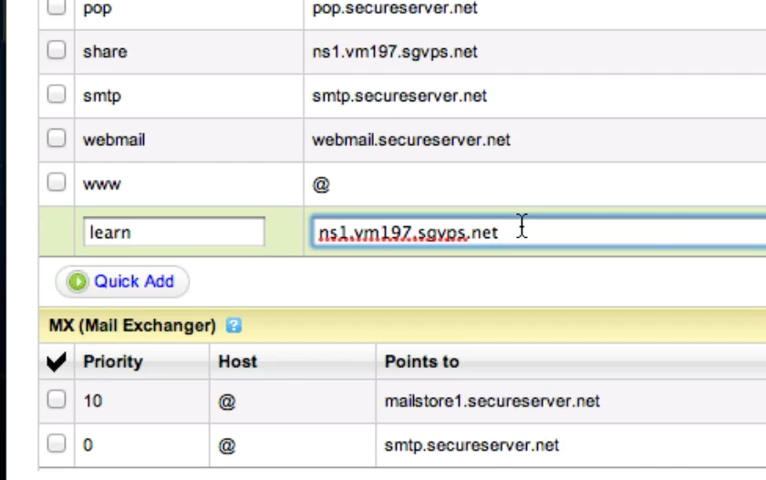 pop pop.secureserver.net
share ns1.vm197.sgvps.net
smtp smtp.secureserver.net
webmail webmail.secureserver.net
www @
learn ns1.vm197.sgvps.net
Quick Add
MX (Mail Exchanger) ?
Priority Host Points to
10 @ mailstore1.secureserver.net
0 @ smtp.secureserver.net